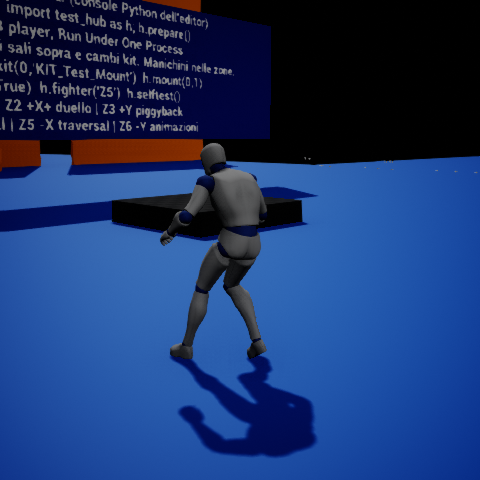 (console Python dell'editor)
import test_hub as h, h.prepare()
player, Run Under One Process
sali sopra e cambi kit. Manichini nelle zone.
kit(0,'KIT_Test_Mount') h.mount(0,1)
True) h.fighter('Z5') h.selftest()
Z2 +X+ duello | Z3 +Y piggyback
| Z5 -X traversal | Z6 -Y animazioni